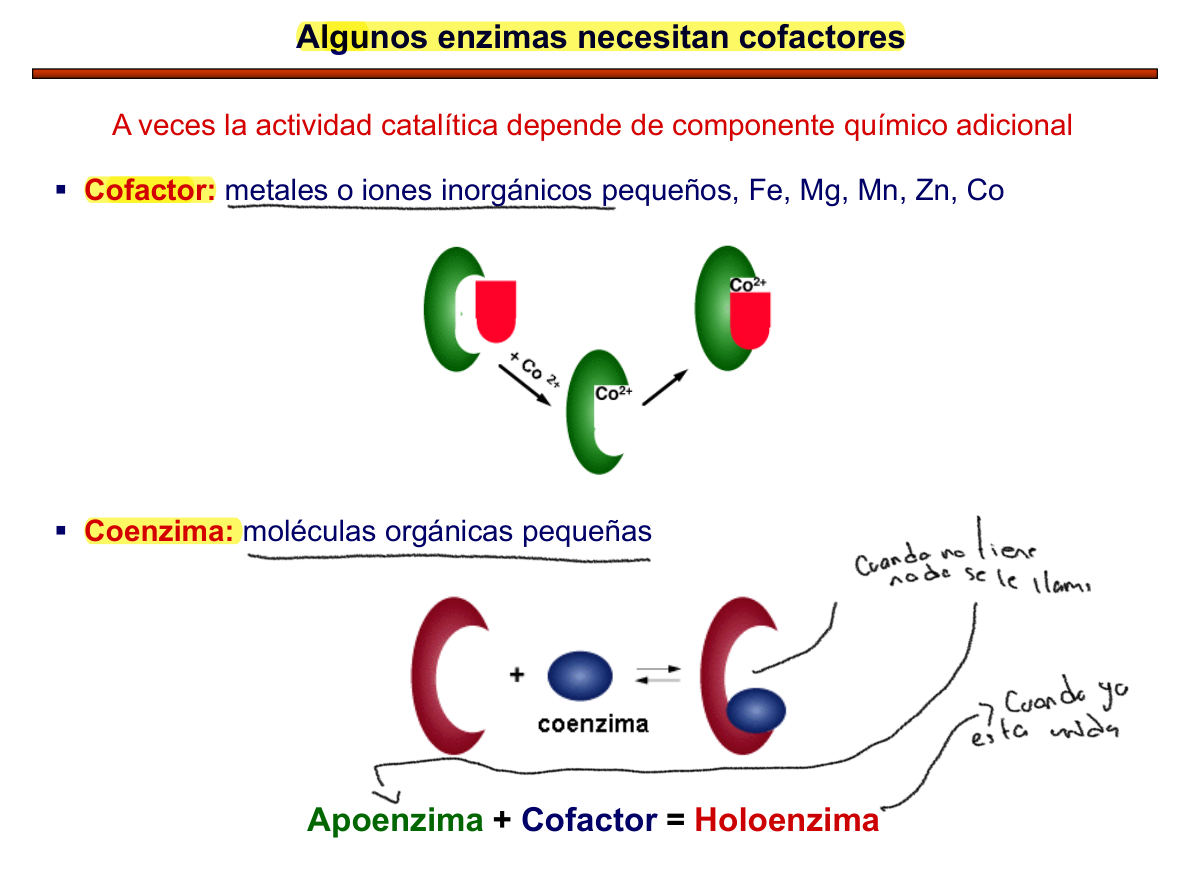 Algunos enzimas necesitan cofactores
A veces la actividad catalítica depende de componente químico adicional
▪ Cofactor: metales o iones inorgánicos pequeños, Fe, Mg, Mn, Zn, Co
Co²⁺
+ Co ²⁺
Co²⁺
▪ Coenzima: moléculas orgánicas pequeñas
Cuando no tiene
nada se le llama
+
coenzima
Cuando ya
esta unida
Apoenzima + Cofactor = Holoenzima